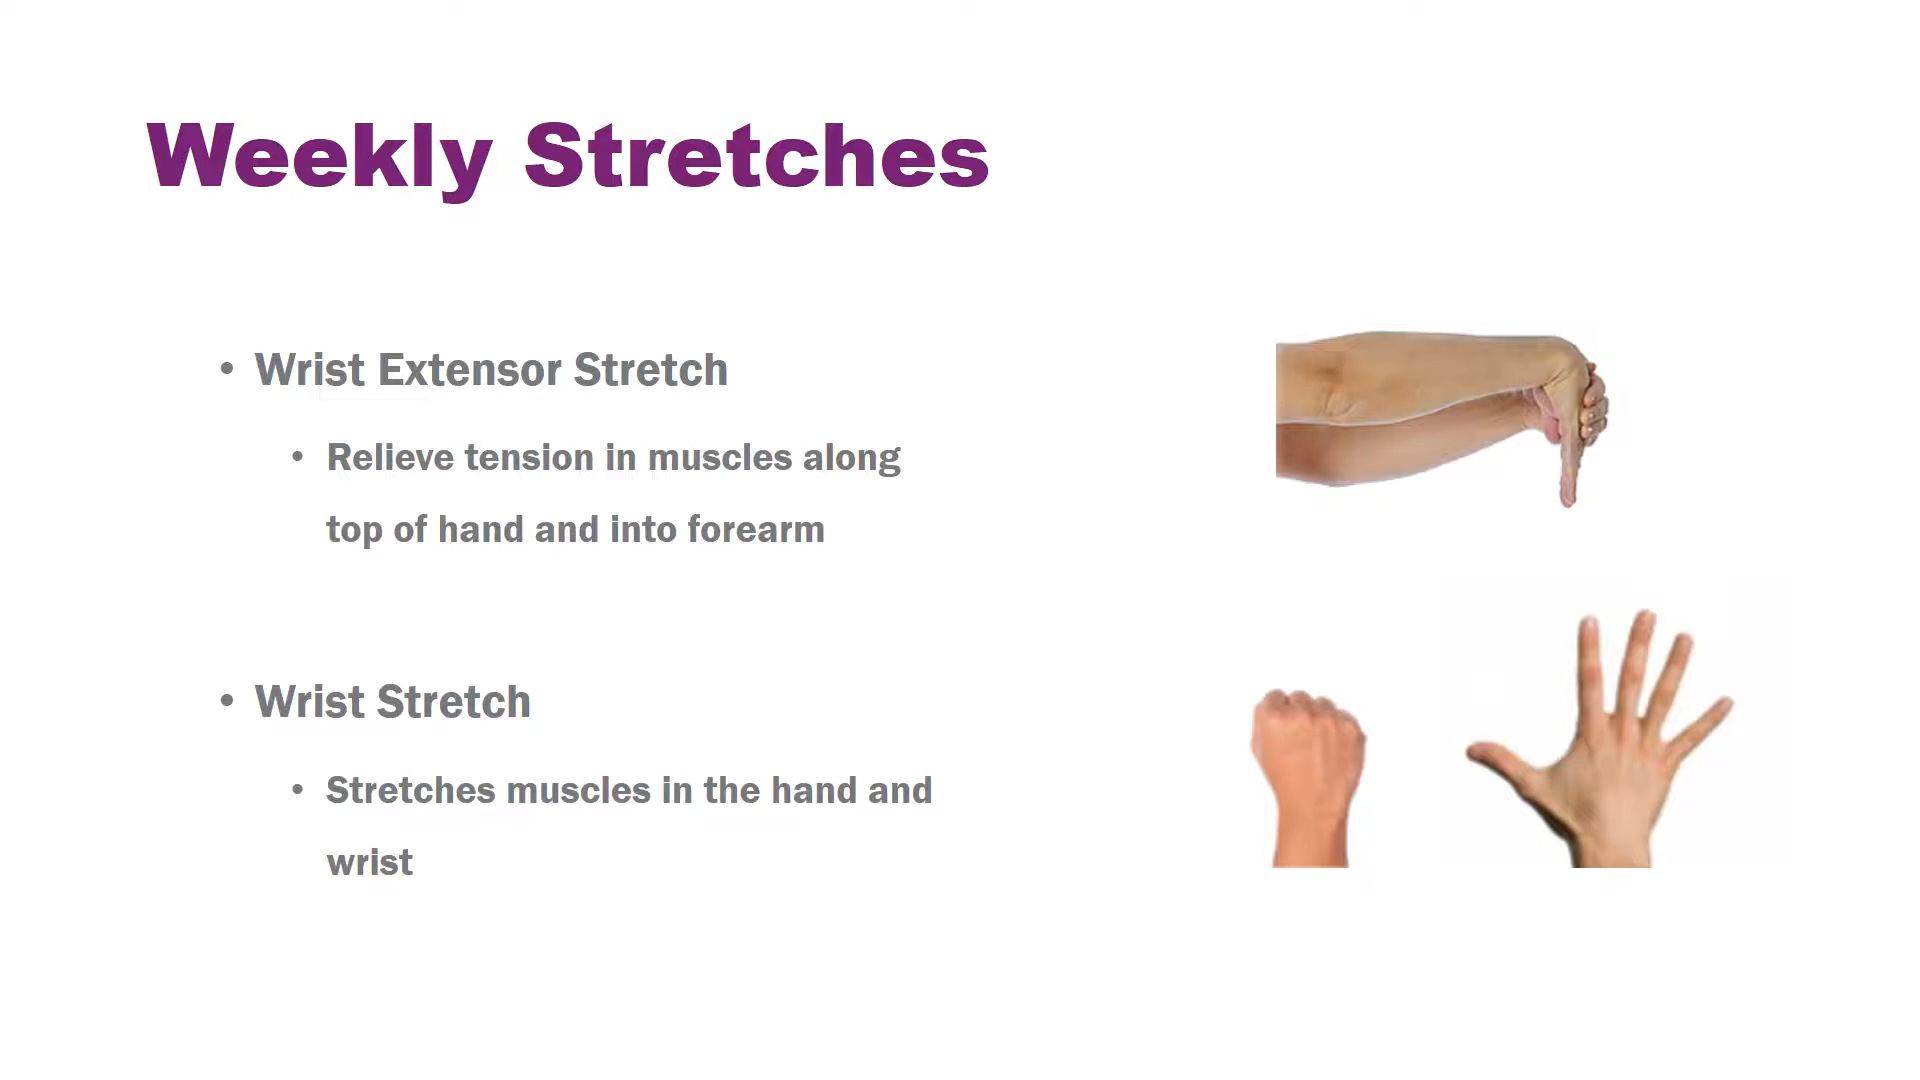 Weekly Stretches
• Wrist Extensor Stretch
• Relieve tension in muscles along
top of hand and into forearm
• Wrist Stretch
• Stretches muscles in the hand and
wrist